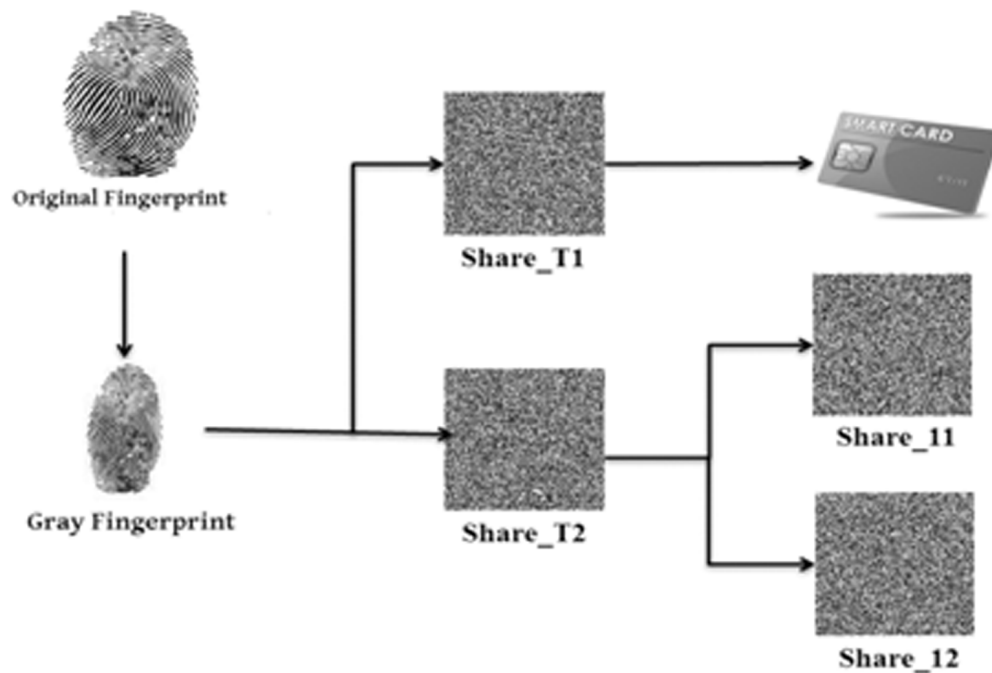 Original Fingerprint
SMART CARD
Share_T1
Share_11
Gray Fingerprint
Share_T2
Share_12